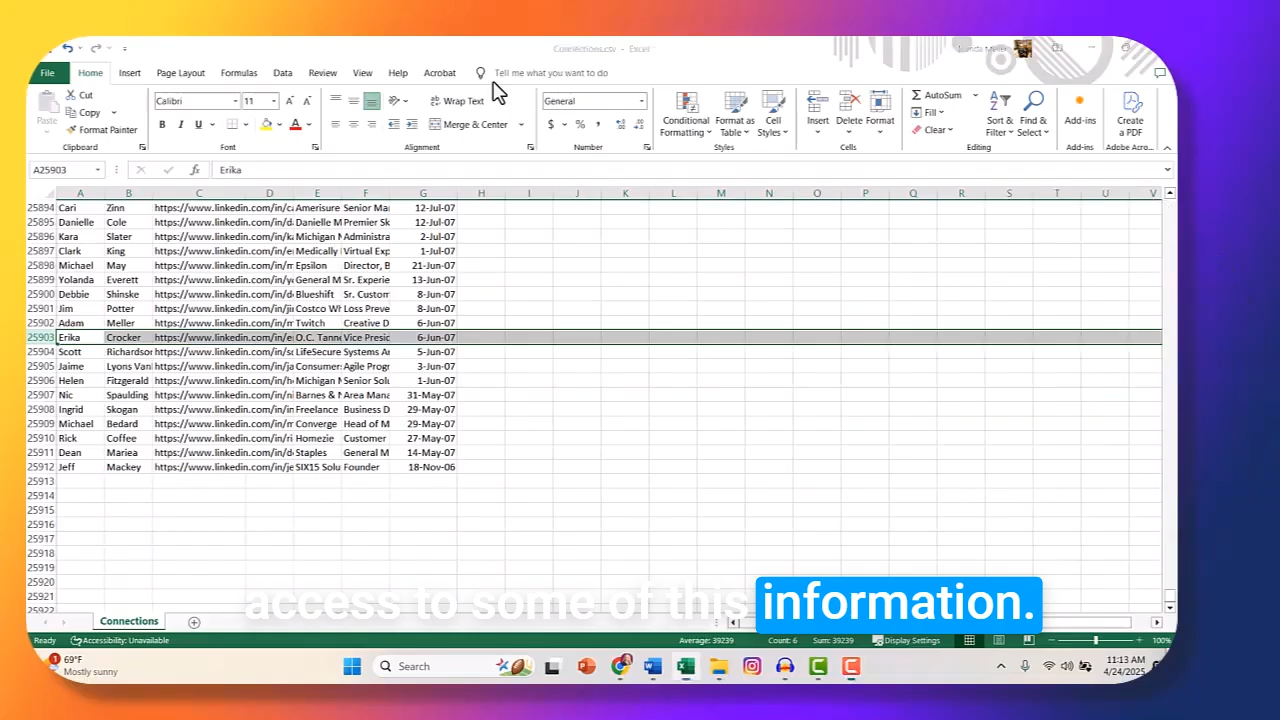 Connections.csv - Excel
File Home Insert Page Layout Formulas Data Review View Help Acrobat Tell me what you want to do
Paste Cut Copy Format Painter Clipboard
Calibri 11 B I U A Font
Wrap Text Merge & Center Alignment
General $ % , Number
Conditional Formatting Format as Table Cell Styles Styles
Insert Delete Format Cells
AutoSum Fill Clear Sort & Filter Find & Select Editing
Add-ins Add-ins
Create a PDF Adobe Acro...
A25903 fx Erika
A B C D E F G H I J K L M N O P Q R S T U V
25894 Cari Zinn https://www.linkedin.com/in/c Amerisure Senior Ma 12-Jul-07
25895 Danielle Cole https://www.linkedin.com/in/d Danielle M Premier Sk 12-Jul-07
25896 Kara Slater https://www.linkedin.com/in/k Michigan Administra 2-Jul-07
25897 Clark King https://www.linkedin.com/in/e Medically Virtual Exp 1-Jul-07
25898 Michael May https://www.linkedin.com/in/r Epsilon Director, B 21-Jun-07
25899 Yolanda Everett https://www.linkedin.com/in/y General M Sr. Experie 13-Jun-07
25900 Debbie Shinske https://www.linkedin.com/in/d Blueshift Sr. Custom 8-Jun-07
25901 Jim Potter https://www.linkedin.com/in/ji Costco Wh Loss Preve 8-Jun-07
25902 Adam Meller https://www.linkedin.com/in/r Twitch Creative D 6-Jun-07
25903 Erika Crocker https://www.linkedin.com/in/e O.C. Tanne Vice Presid 6-Jun-07
25904 Scott Richardson https://www.linkedin.com/in/s LifeSecure Systems Ar 5-Jun-07
25905 Jaime Lyons Van https://www.linkedin.com/in/ja Consumer Agile Prog 3-Jun-07
25906 Helen Fitzgerald https://www.linkedin.com/in/h Michigan Senior Solu 1-Jun-07
25907 Nic Spaulding https://www.linkedin.com/in/ni Barnes & Area Mana 31-May-07
25908 Ingrid Skogan https://www.linkedin.com/in/in Freelance Business D 29-May-07
25909 Michael Bedard https://www.linkedin.com/in/r Converge Head of M 29-May-07
25910 Rick Coffee https://www.linkedin.com/in/ri Homezie Customer 27-May-07
25911 Dean Mariea https://www.linkedin.com/in/d Staples General M 14-May-07
25912 Jeff Mackey https://www.linkedin.com/in/je SIX15 Solu Founder 18-Nov-06
25913
25914
25915
25916
25917
25918
25919
25920
25921
25922
access to some of this information.
Connections
Ready Accessibility: Unavailable Average: 39239 Count: 6 Sum: 39239 Display Settings 100%
1 69°F Search 11:13 AM
Mostly sunny 4/24/2025